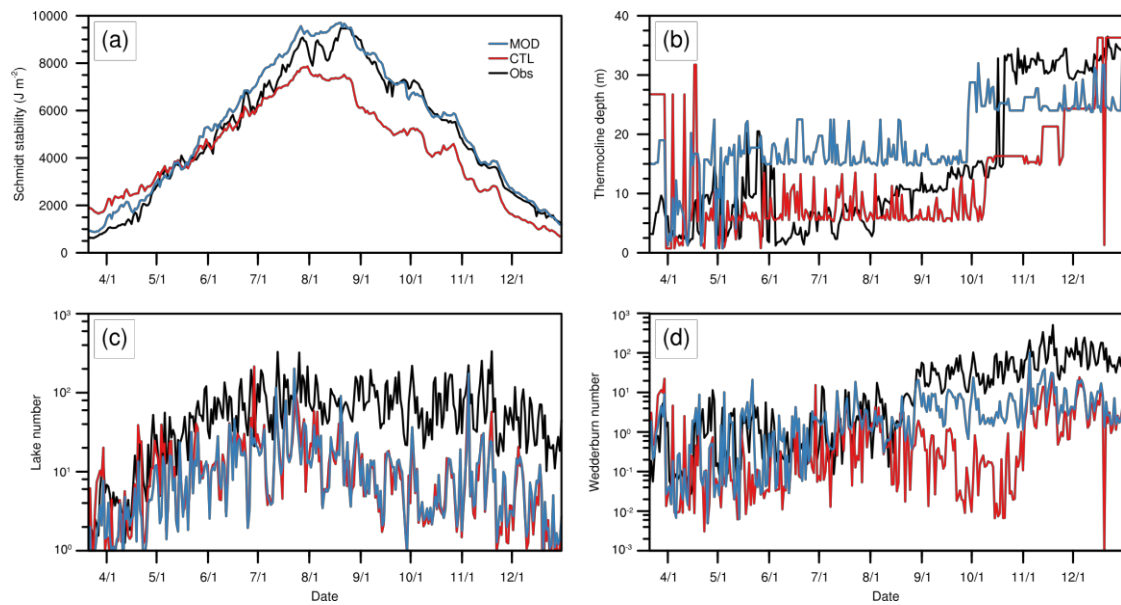 (a)
Schmidt stability (J m⁻²)
10000
8000
6000
4000
2000
0
MOD
CTL
Obs
4/1 5/1 6/1 7/1 8/1 9/1 10/1 11/1 12/1
(b)
Thermocline depth (m)
40
30
20
10
0
4/1 5/1 6/1 7/1 8/1 9/1 10/1 11/1 12/1
(c)
Lake number
10³
10²
10¹
10⁰
4/1 5/1 6/1 7/1 8/1 9/1 10/1 11/1 12/1
Date
(d)
Wedderburn number
10³
10²
10¹
10⁰
10⁻¹
10⁻²
10⁻³
4/1 5/1 6/1 7/1 8/1 9/1 10/1 11/1 12/1
Date